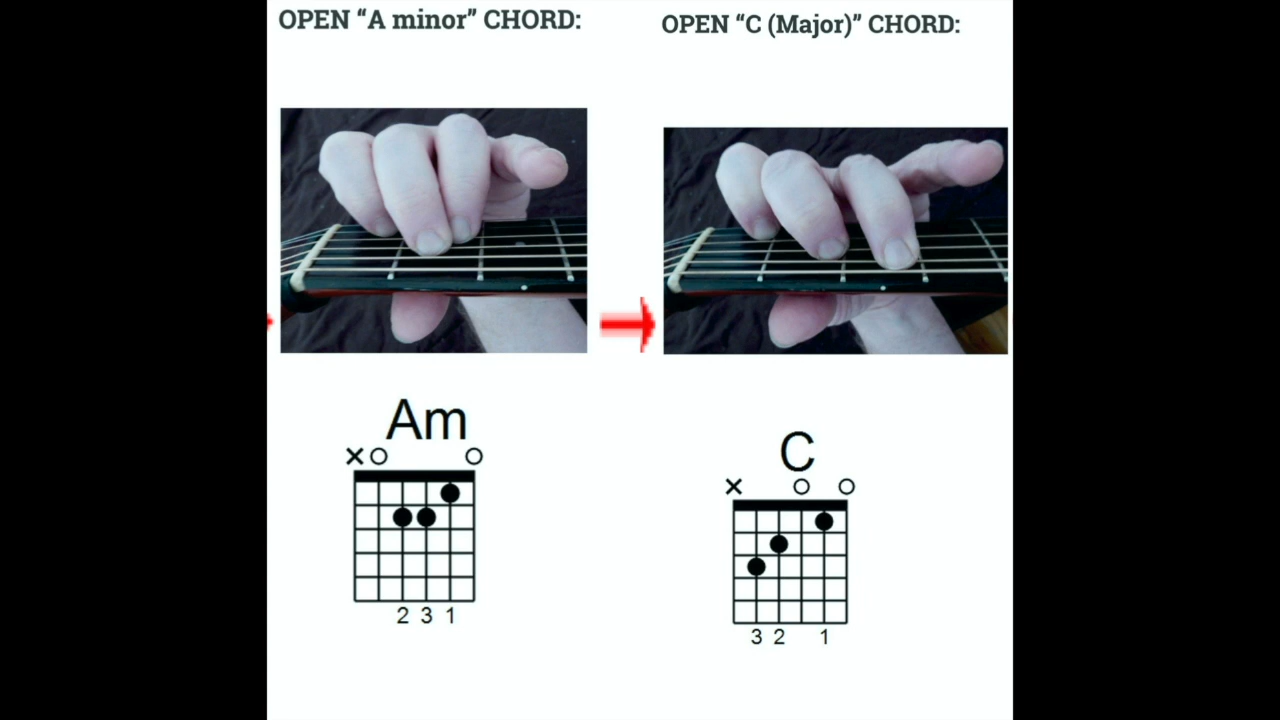 OPEN “A minor” CHORD:
OPEN “C (Major)” CHORD:
Am
2 3 1
C
3 2 1